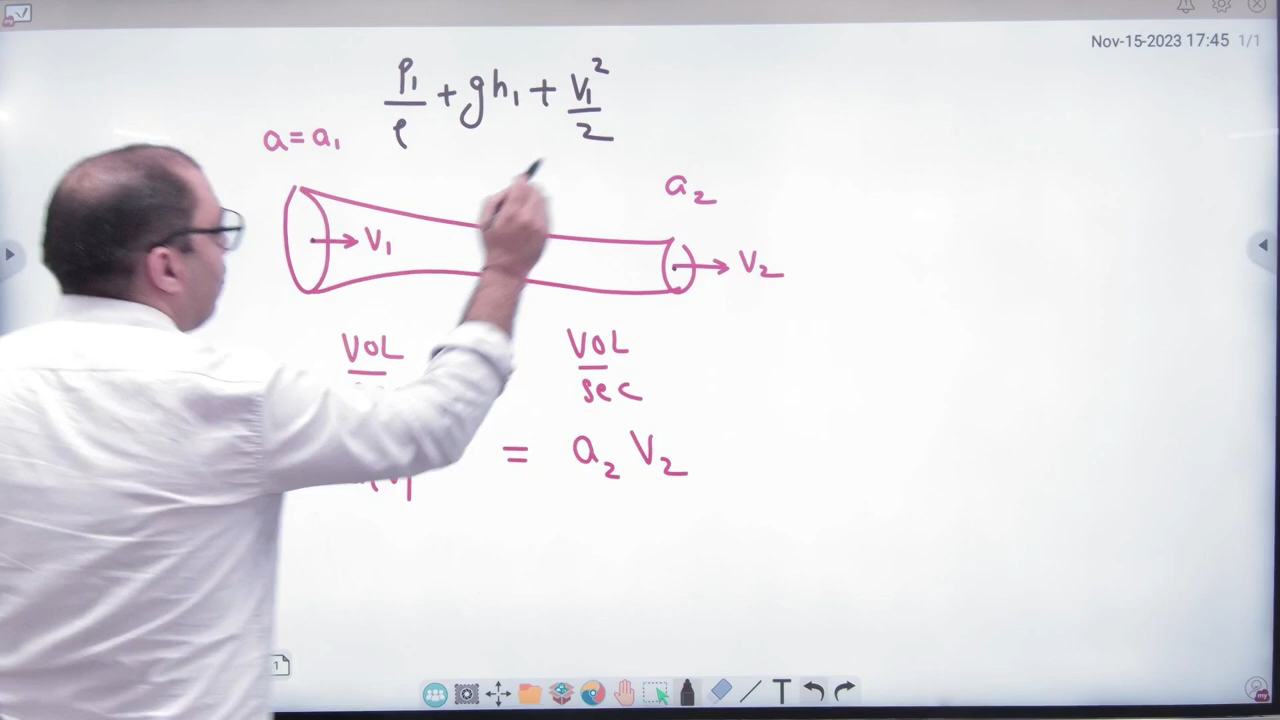 Nov-15-2023 17:45 1/1
P₁/ρ + gh₁ + V₁²/2
a = a₁
a₂
V₁
V₂
VOL VOL
sec
= a₂ V₂
1
T